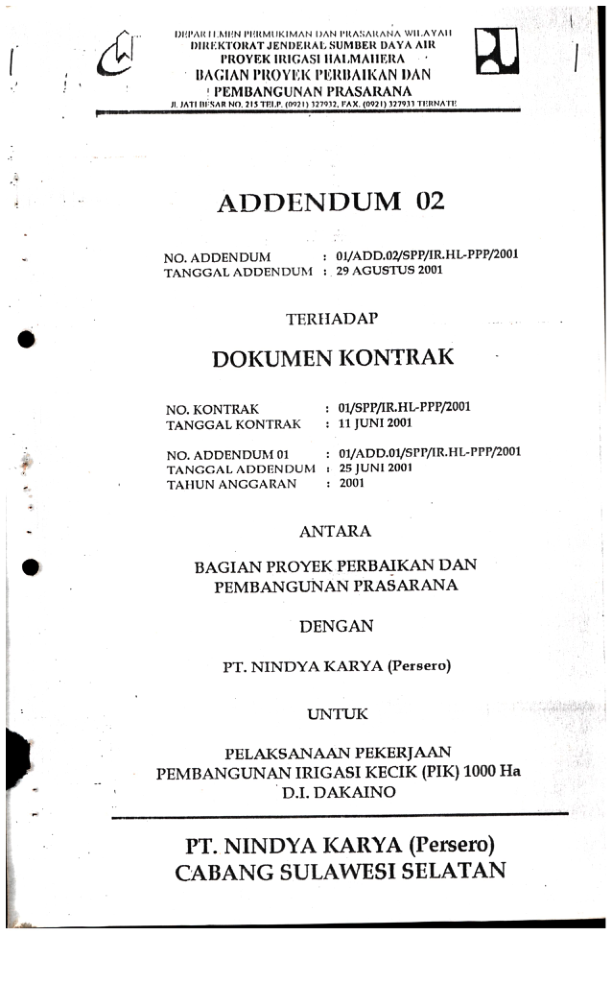 DEPARTEMEN PERMUKIMAN DAN PRASARANA WILAYAH
DIREKTORAT JENDERAL SUMBER DAYA AIR
PROYEK IRIGASI HALMAHERA
BAGIAN PROYEK PERBAIKAN DAN
PEMBANGUNAN PRASARANA
Jl. JATI BESAR NO. 215 TELP. (0921) 327932, FAX. (0921) 327933 TERNATE
ADDENDUM 02
NO. ADDENDUM : 01/ADD.02/SPP/IR.HL-PPP/2001
TANGGAL ADDENDUM : 29 AGUSTUS 2001
TERHADAP
DOKUMEN KONTRAK
NO. KONTRAK : 01/SPP/IR.HL-PPP/2001
TANGGAL KONTRAK : 11 JUNI 2001
NO. ADDENDUM 01 : 01/ADD.01/SPP/IR.HL-PPP/2001
TANGGAL ADDENDUM : 25 JUNI 2001
TAHUN ANGGARAN : 2001
ANTARA
BAGIAN PROYEK PERBAIKAN DAN
PEMBANGUNAN PRASARANA
DENGAN
PT. NINDYA KARYA (Persero)
UNTUK
PELAKSANAAN PEKERJAAN
PEMBANGUNAN IRIGASI KECIK (PIK) 1000 Ha
D.I. DAKAINO
PT. NINDYA KARYA (Persero)
CABANG SULAWESI SELATAN